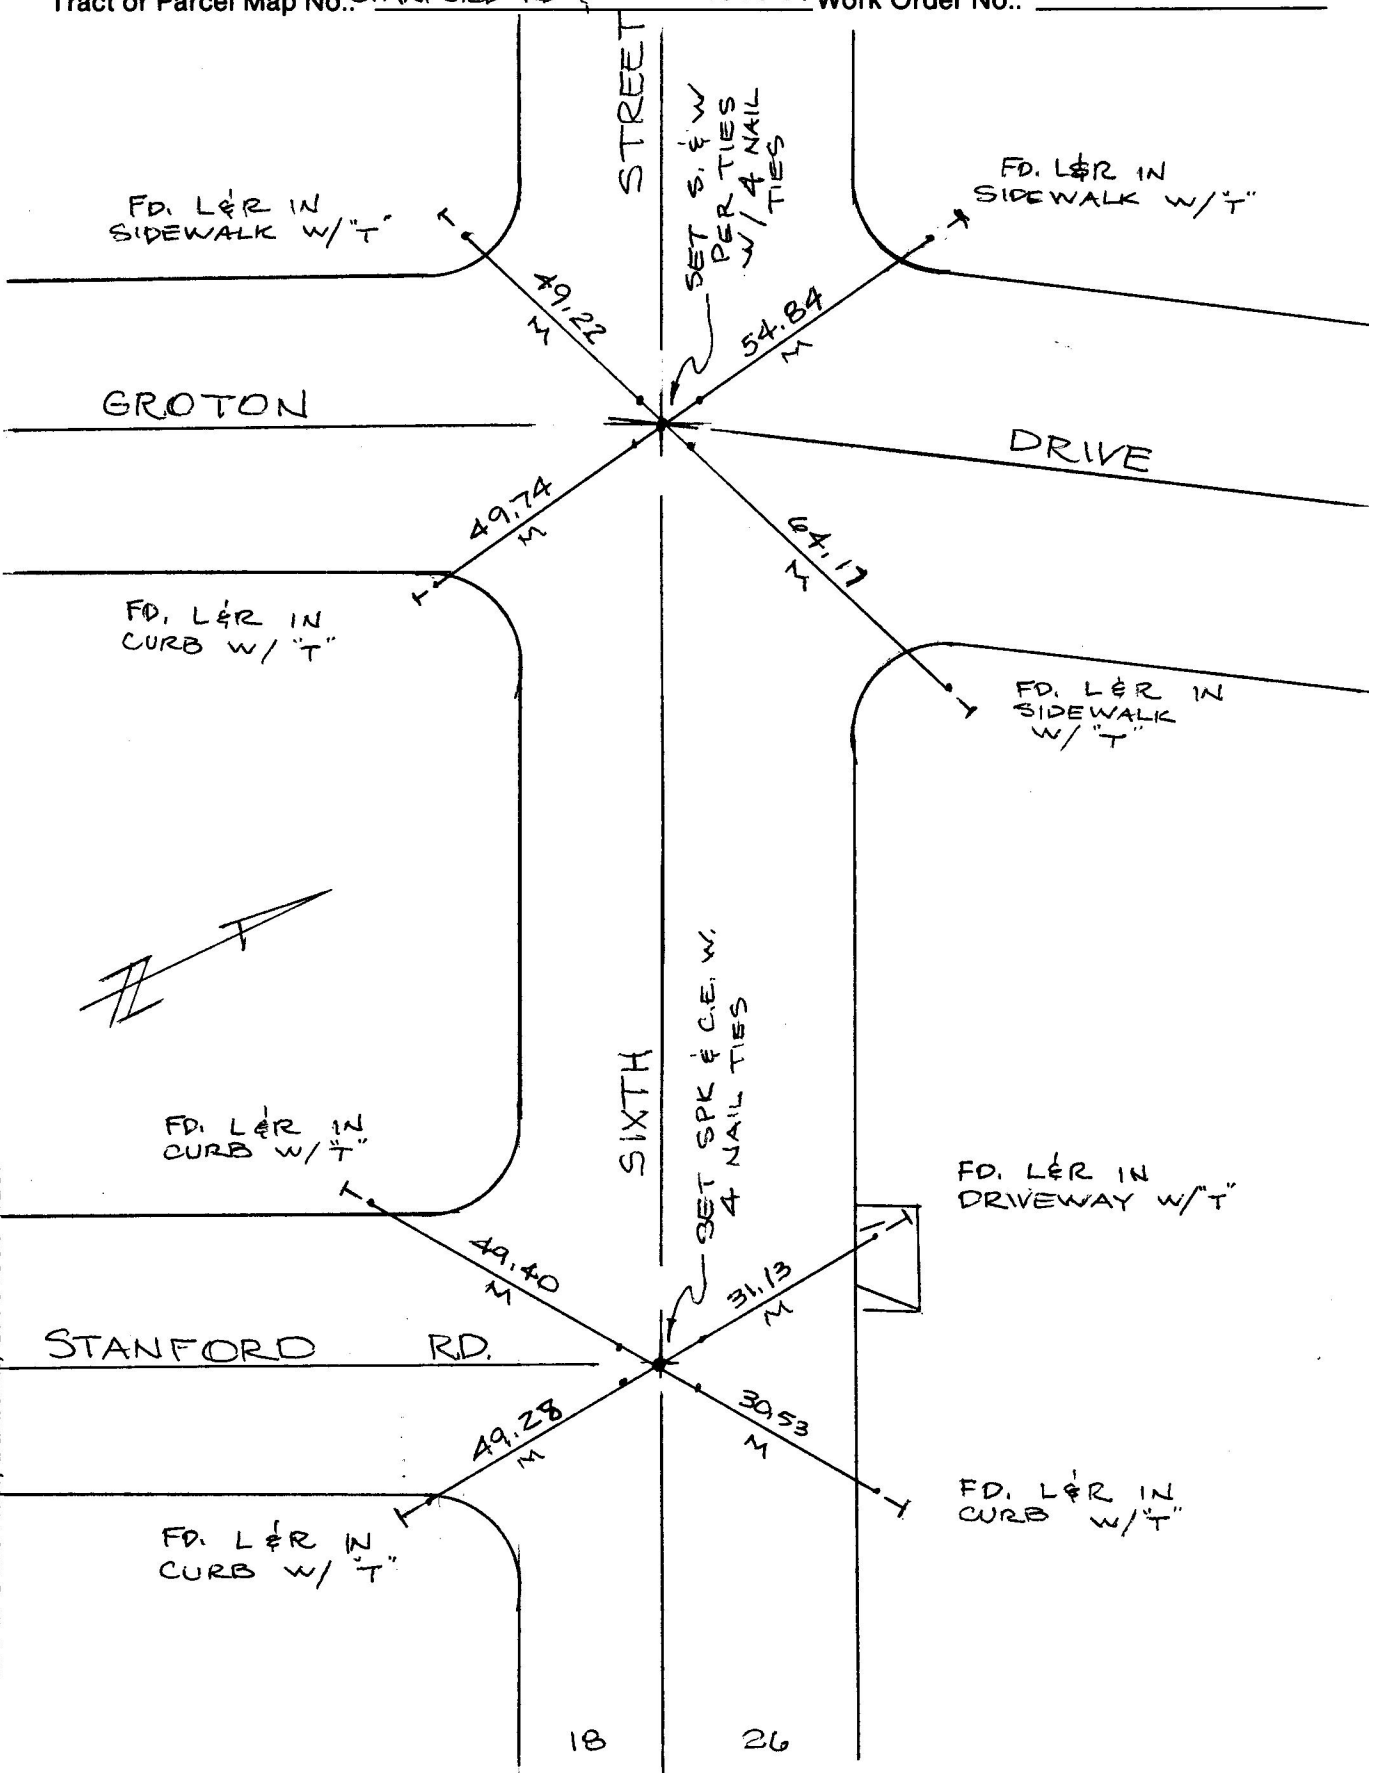 Tract or Parcel Map No.:
Work Order No.:
STREET
SET S. & W
PER TIES
W/ 4 NAIL
TIES
FD. L&R IN
SIDEWALK W/"T"
FD. L&R IN
SIDEWALK W/"T"
49.22
M
54.84
M
GROTON
DRIVE
49.74
M
64.17
M
FD. L&R IN
CURB W/"T"
FD. L&R IN
SIDEWALK
W/"T"
N
SIXTH
SET SPK & C.E. W.
4 NAIL TIES
FD. L&R IN
CURB W/"T"
FD. L&R IN
DRIVEWAY W/"T"
49.40
M
31.13
M
STANFORD RD.
49.28
M
30.53
M
FD. L&R IN
CURB W/"T"
FD. L&R IN
CURB W/"T"
18
26